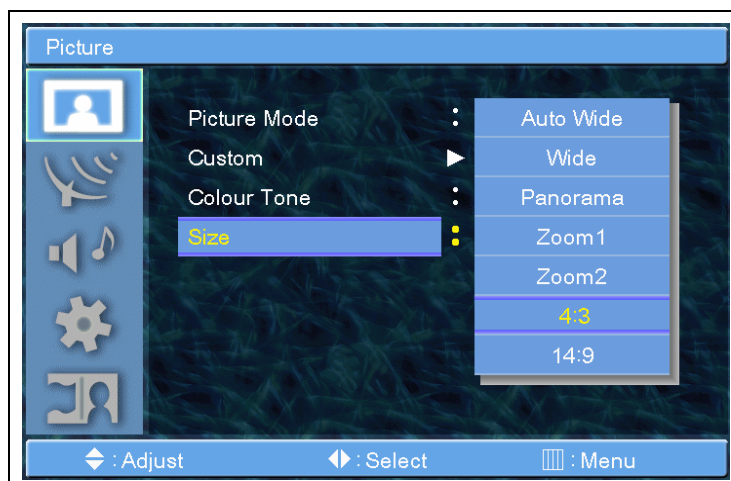 Picture
Picture Mode :
Custom
Colour Tone :
Size :
Auto Wide
Wide
Panorama
Zoom1
Zoom2
4:3
14:9
: Adjust
: Select
: Menu